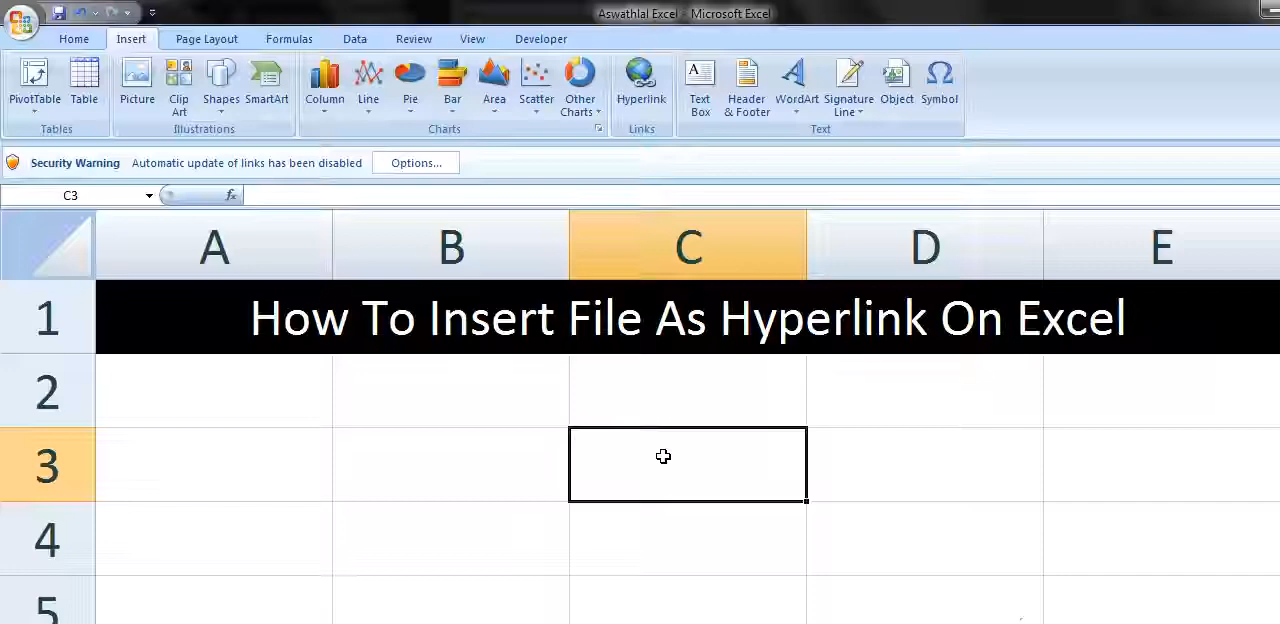 Aswathlal Excel - Microsoft Excel
Home Insert Page Layout Formulas Data Review View Developer
PivotTable Table Picture Clip Art Shapes SmartArt Column Line Pie Bar Area Scatter Other Charts Hyperlink Text Box Header & Footer WordArt Signature Line Object Symbol
Tables Illustrations Charts Links Text
Security Warning Automatic update of links has been disabled Options...
C3 fx
A B C D E
1 How To Insert File As Hyperlink On Excel
2
3
4
5